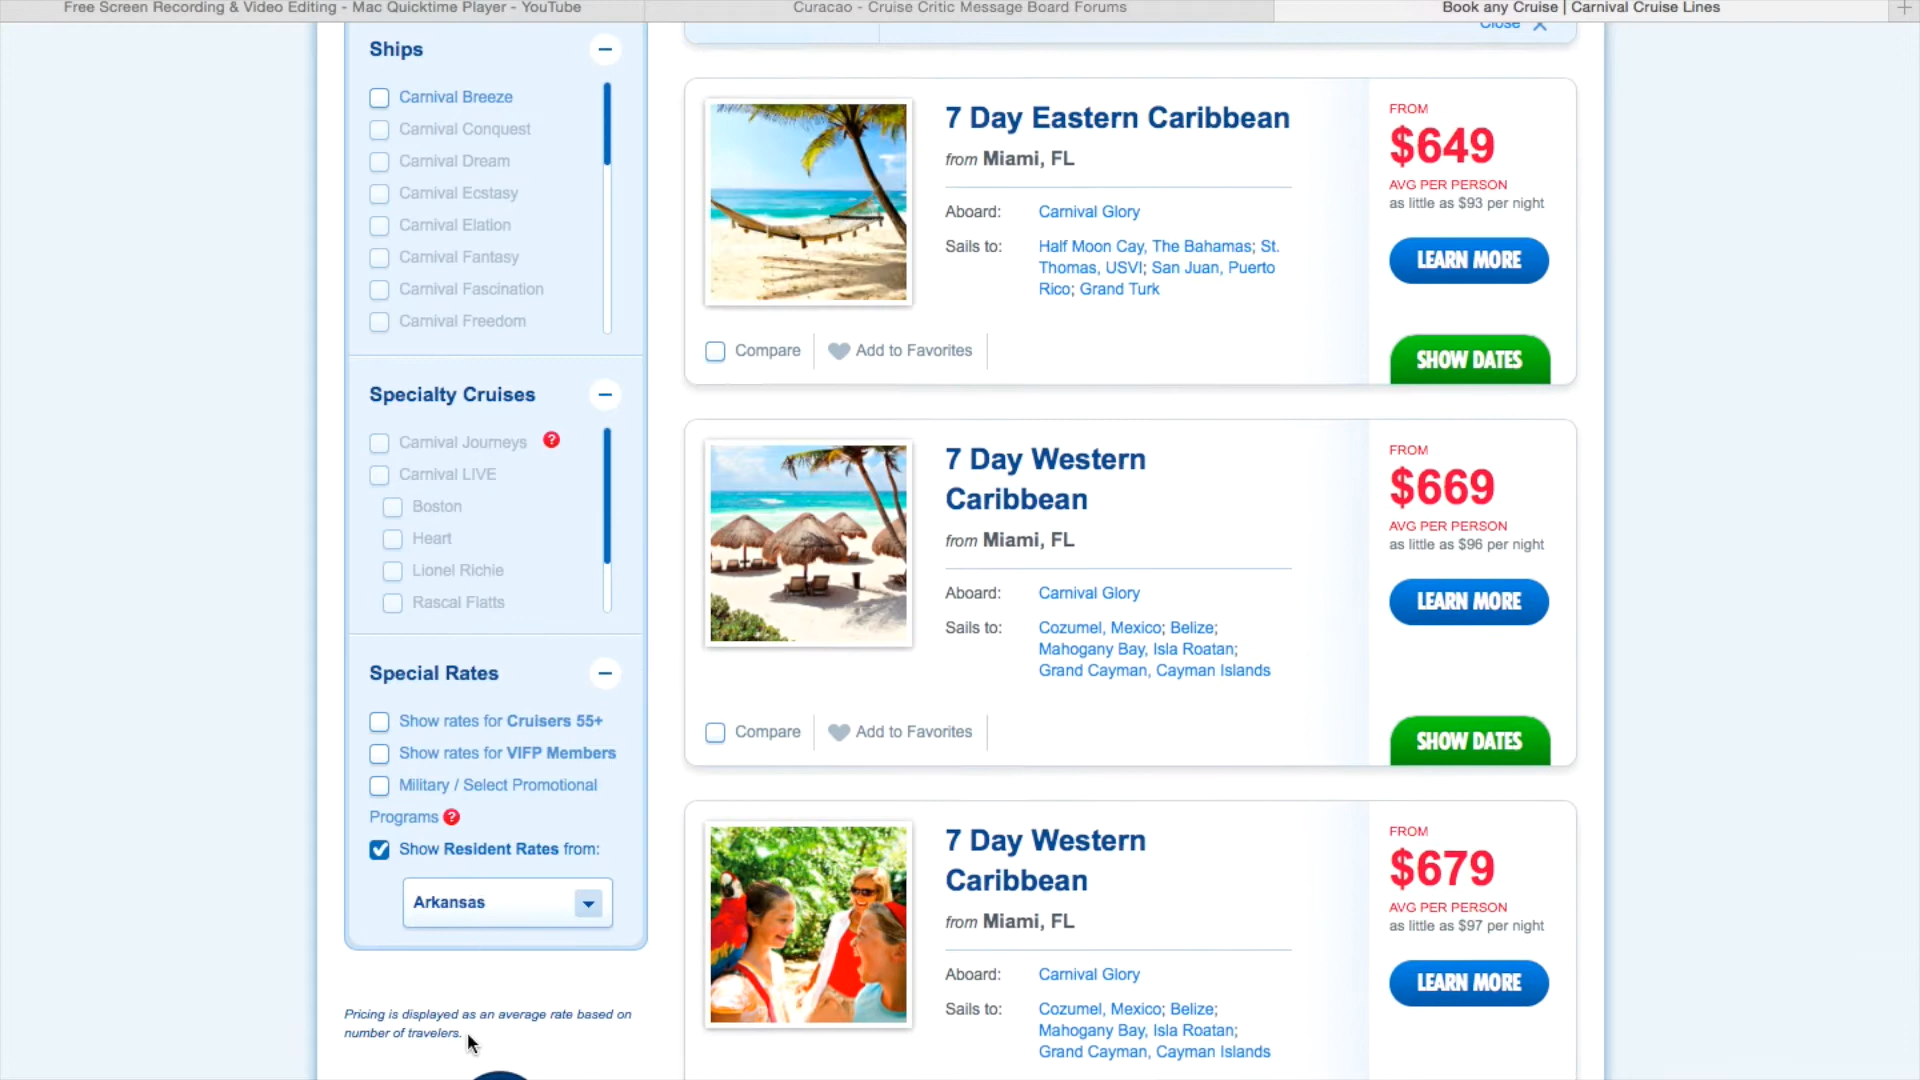 Free Screen Recording & Video Editing - Mac Quicktime Player - YouTube
Curacao - Cruise Critic Message Board Forums
Book any Cruise | Carnival Cruise Lines
Close X
Ships
Carnival Breeze
Carnival Conquest
Carnival Dream
Carnival Ecstasy
Carnival Elation
Carnival Fantasy
Carnival Fascination
Carnival Freedom
Specialty Cruises
Carnival Journeys ?
Carnival LIVE
Boston
Heart
Lionel Richie
Rascal Flatts
Special Rates
Show rates for Cruisers 55+
Show rates for VIFP Members
Military / Select Promotional
Programs ?
Show Resident Rates from:
Arkansas
Pricing is displayed as an average rate based on
number of travelers.
7 Day Eastern Caribbean
from Miami, FL
Aboard: Carnival Glory
Sails to: Half Moon Cay, The Bahamas; St.
Thomas, USVI; San Juan, Puerto
Rico; Grand Turk
Compare
Add to Favorites
FROM
$649
AVG PER PERSON
as little as $93 per night
LEARN MORE
SHOW DATES
7 Day Western
Caribbean
from Miami, FL
Aboard: Carnival Glory
Sails to: Cozumel, Mexico; Belize;
Mahogany Bay, Isla Roatan;
Grand Cayman, Cayman Islands
Compare
Add to Favorites
FROM
$669
AVG PER PERSON
as little as $96 per night
LEARN MORE
SHOW DATES
7 Day Western
Caribbean
from Miami, FL
Aboard: Carnival Glory
Sails to: Cozumel, Mexico; Belize;
Mahogany Bay, Isla Roatan;
Grand Cayman, Cayman Islands
FROM
$679
AVG PER PERSON
as little as $97 per night
LEARN MORE